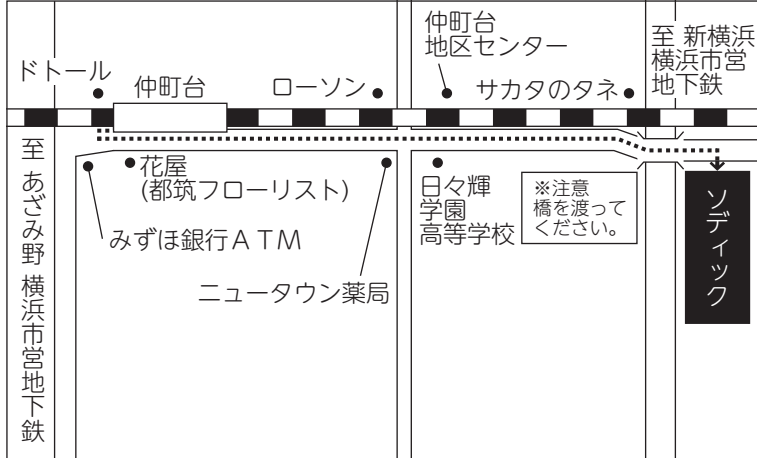 ドトール
仲町台
ローソン
仲町台
地区センター
サカタのタネ
至 新横浜
横浜市営
地下鉄
花屋
(都筑フローリスト)
みずほ銀行ATM
ニュータウン薬局
日々輝
学園
高等学校
※注意
橋を渡って
ください。
ソディック
至 あざみ野 横浜市営地下鉄